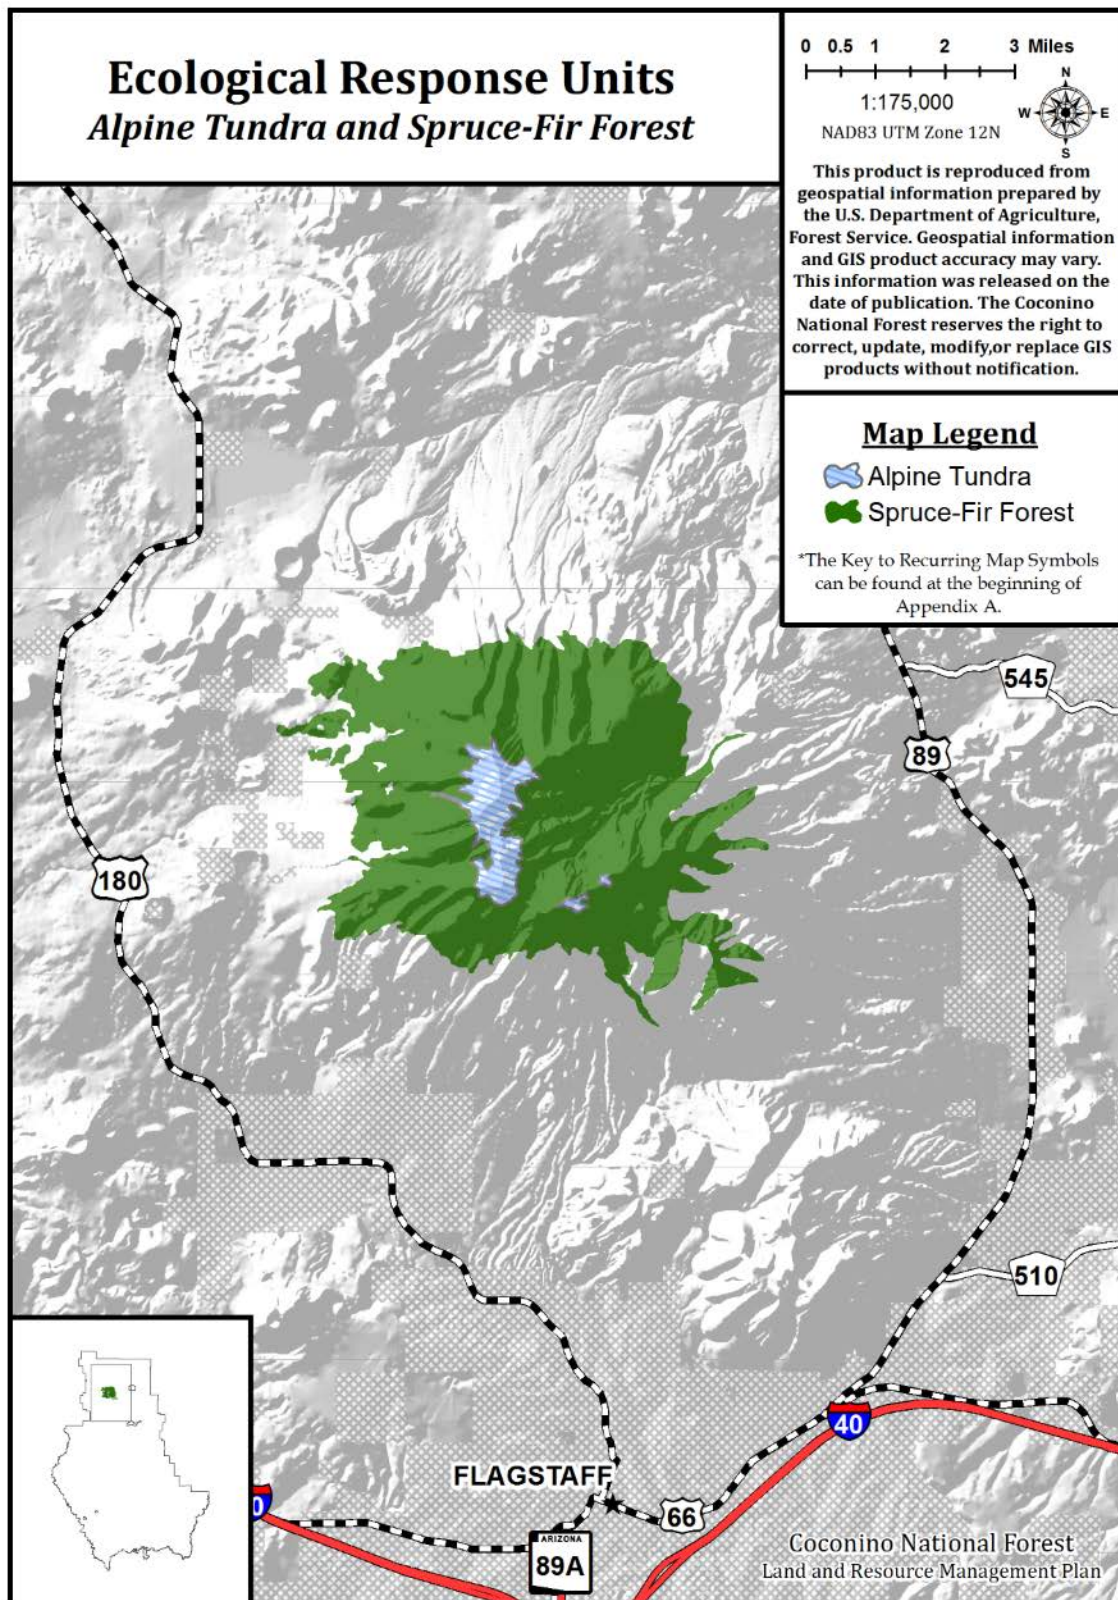 Ecological Response Units
Alpine Tundra and Spruce-Fir Forest
0 0.5 1 2 3 Miles
1:175,000
NAD83 UTM Zone 12N
N
W E
S
This product is reproduced from
geospatial information prepared by
the U.S. Department of Agriculture,
Forest Service. Geospatial information
and GIS product accuracy may vary.
This information was released on the
date of publication. The Coconino
National Forest reserves the right to
correct, update, modify,or replace GIS
products without notification.
Map Legend
Alpine Tundra
Spruce-Fir Forest
*The Key to Recurring Map Symbols
can be found at the beginning of
Appendix A.
545
89
180
510
40
FLAGSTAFF
0
66
ARIZONA
89A
Coconino National Forest
Land and Resource Management Plan